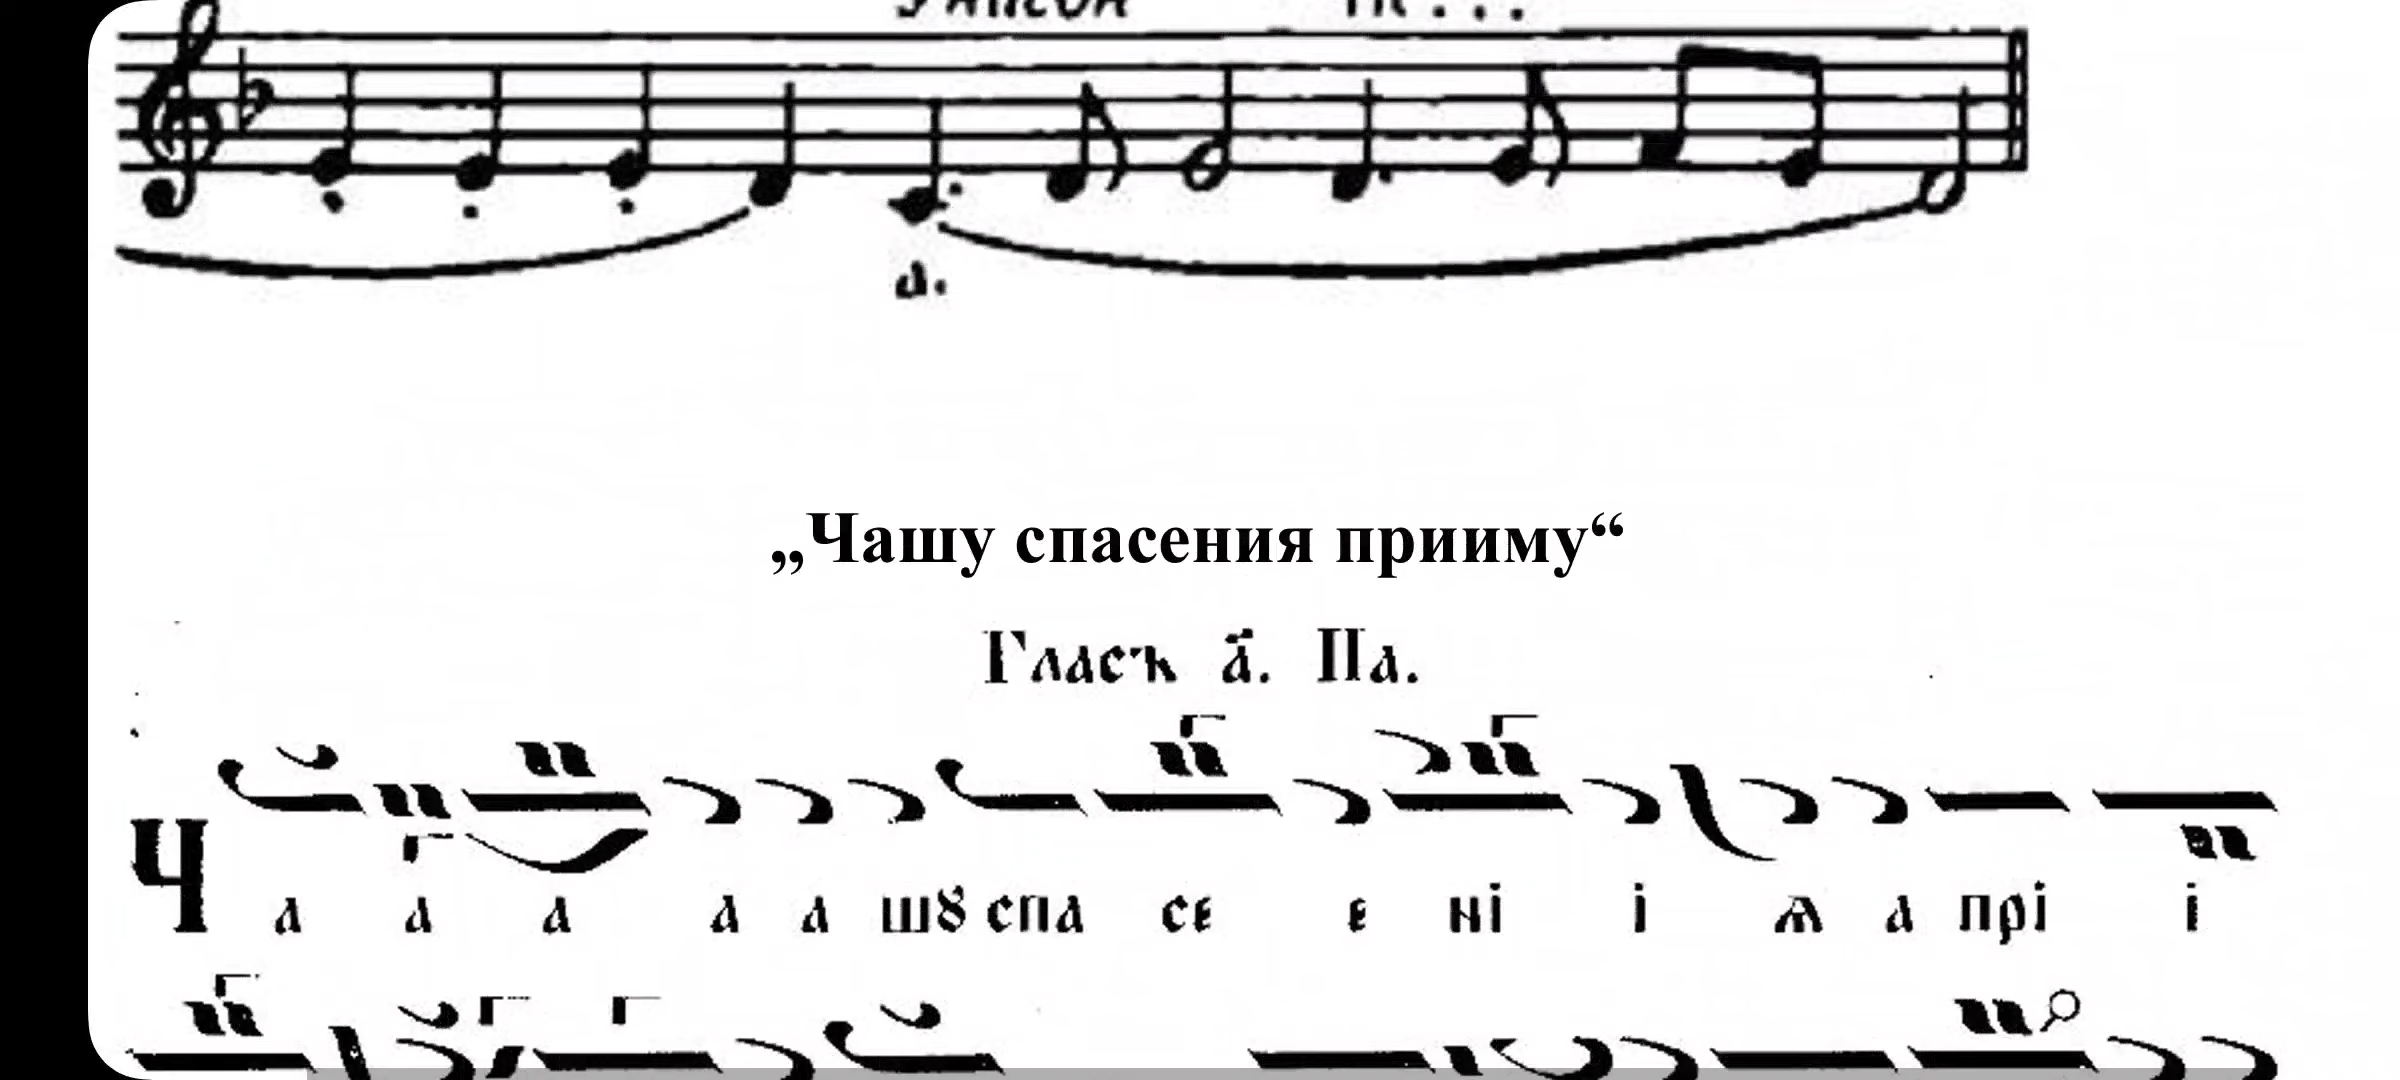 а.
„Чашу спасения прииму“
Гласъ а҃. Па.
Ч а а а а а шꙋ спа се е ні і ѧ а прі і